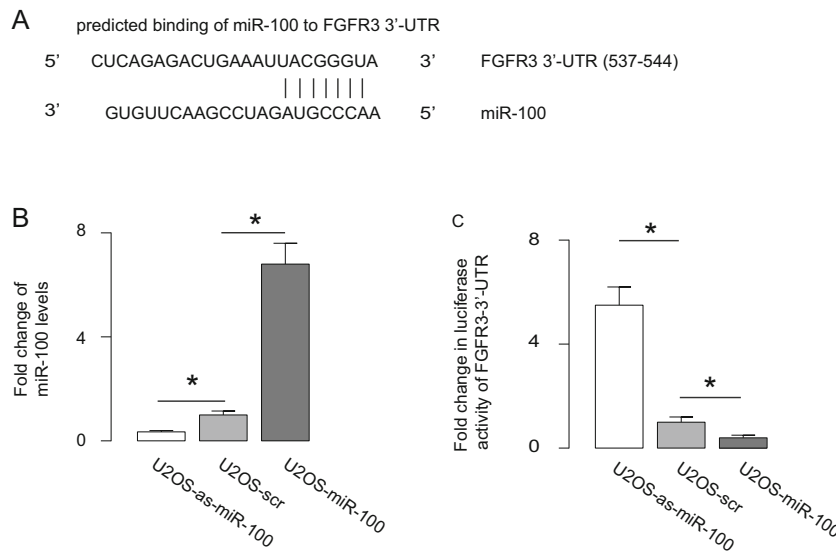 A
predicted binding of miR-100 to FGFR3 3'-UTR
5' CUCAGAGACUGAAAUUACGGGUA 3' FGFR3 3'-UTR (537-544)
3' GUGUUCAAGCCUAGAUGCCCAA 5' miR-100
B
Fold change of
miR-100 levels
8
4
0
*
*
U2OS-as-miR-100
U2OS-scr
U2OS-miR-100
C
Fold change in luciferase
activity of FGFR3-3'-UTR
8
4
0
*
*
U2OS-as-miR-100
U2OS-scr
U2OS-miR-100